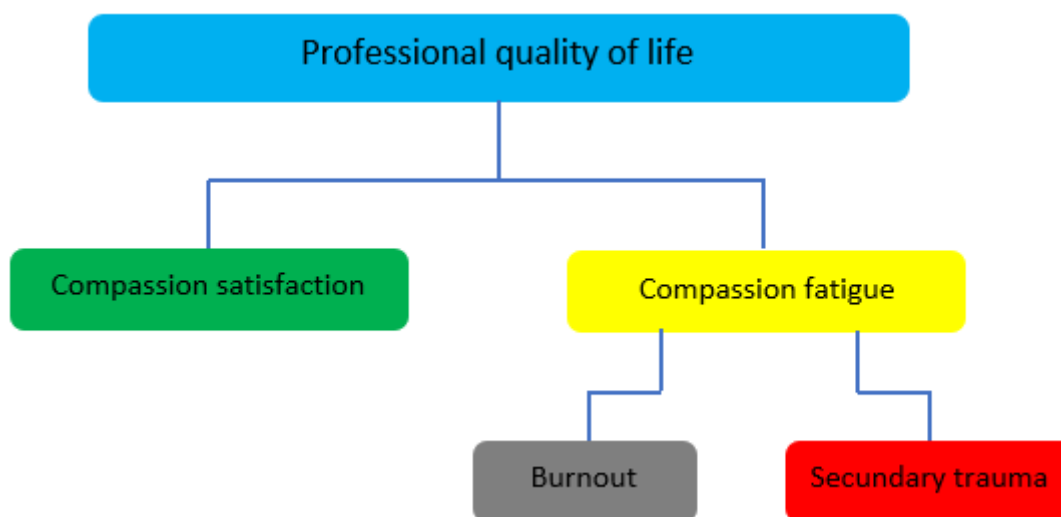 Professional quality of life
Compassion satisfaction
Compassion fatigue
Burnout
Secundary trauma